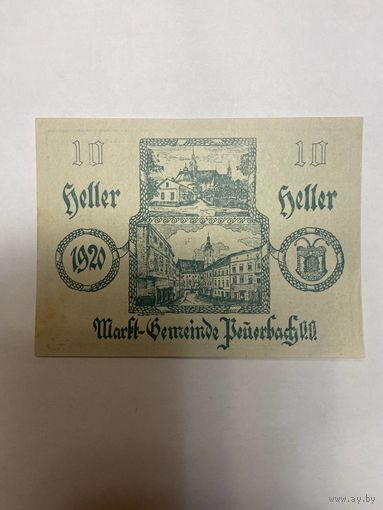 10 10
Heller Heller
1920
Markt-Gemeinde Peuerbach O.Ö.
www.ay.by